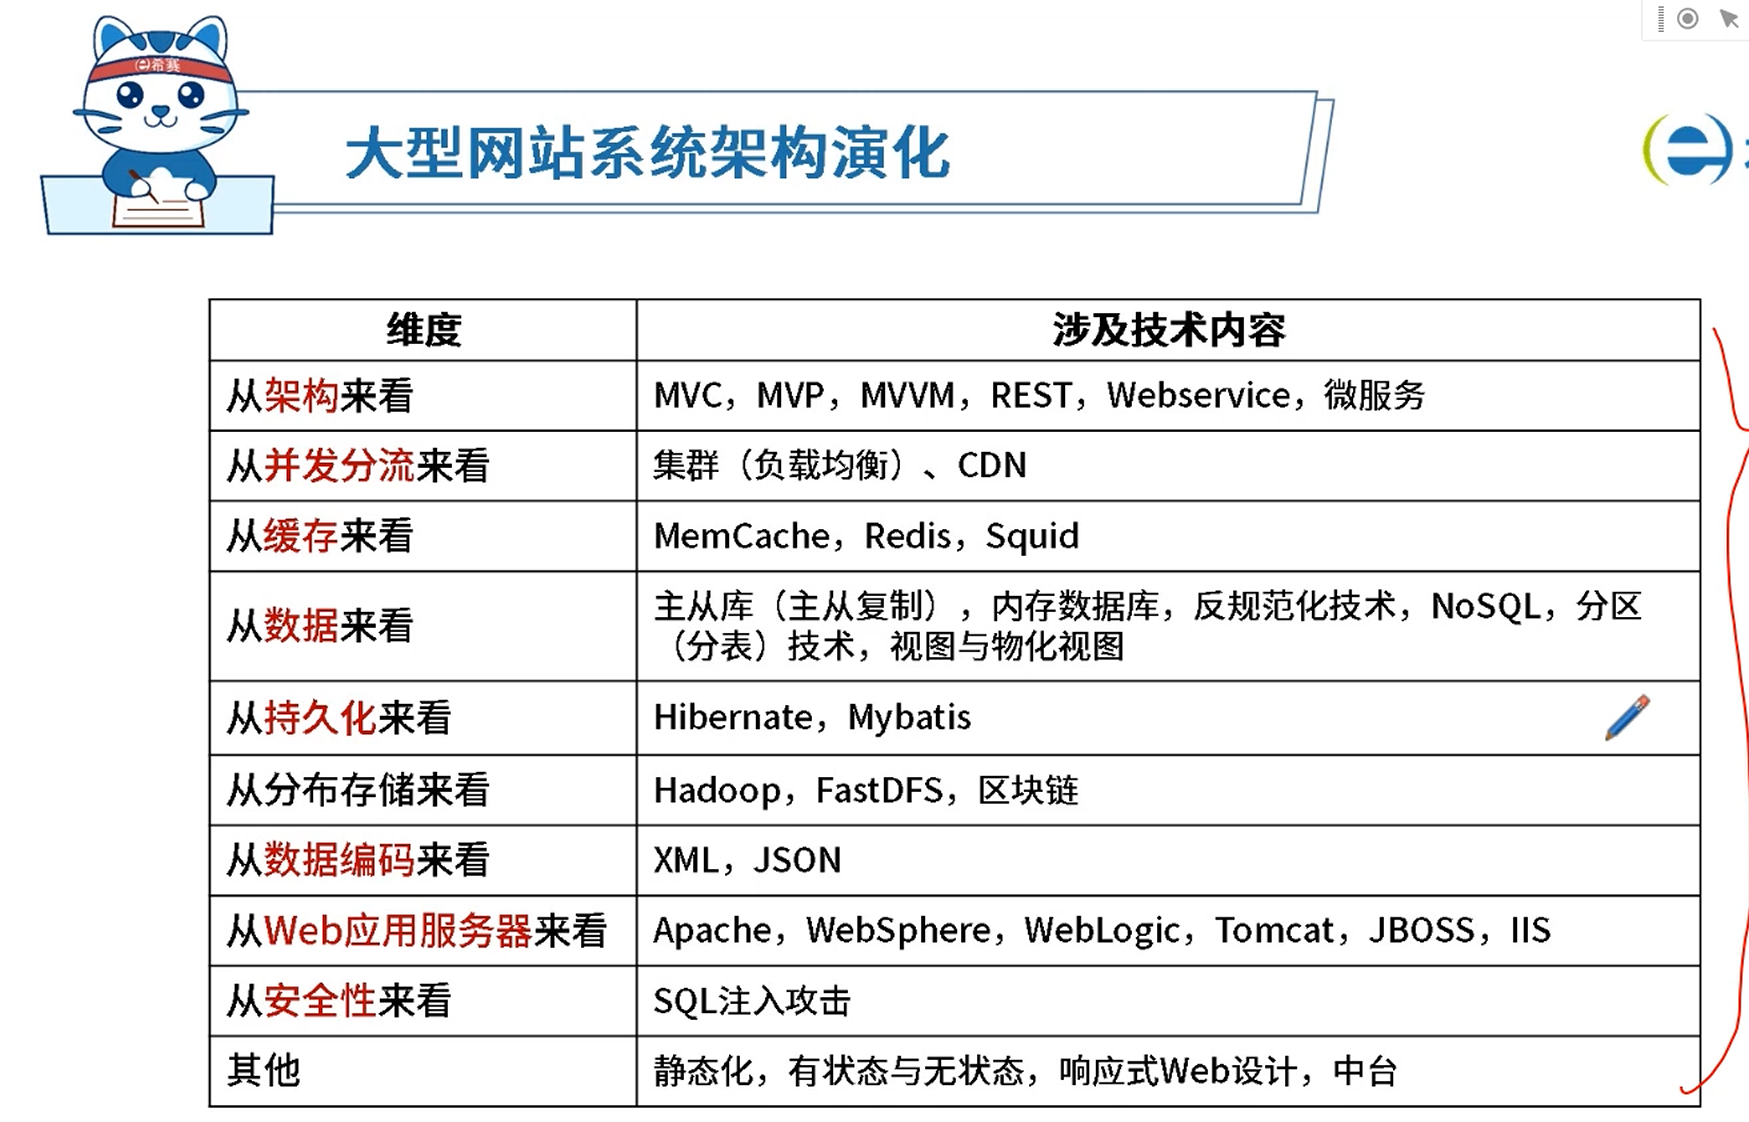 e希赛
大型网站系统架构演化
维度 涉及技术内容
从架构来看 MVC，MVP，MVVM，REST，Webservice，微服务
从并发分流来看 集群（负载均衡）、CDN
从缓存来看 MemCache，Redis，Squid
从数据来看 主从库（主从复制），内存数据库，反规范化技术，NoSQL，分区
（分表）技术，视图与物化视图
从持久化来看 Hibernate，Mybatis
从分布存储来看 Hadoop，FastDFS，区块链
从数据编码来看 XML，JSON
从Web应用服务器来看 Apache，WebSphere，WebLogic，Tomcat，JBOSS，IIS
从安全性来看 SQL注入攻击
其他 静态化，有状态与无状态，响应式Web设计，中台